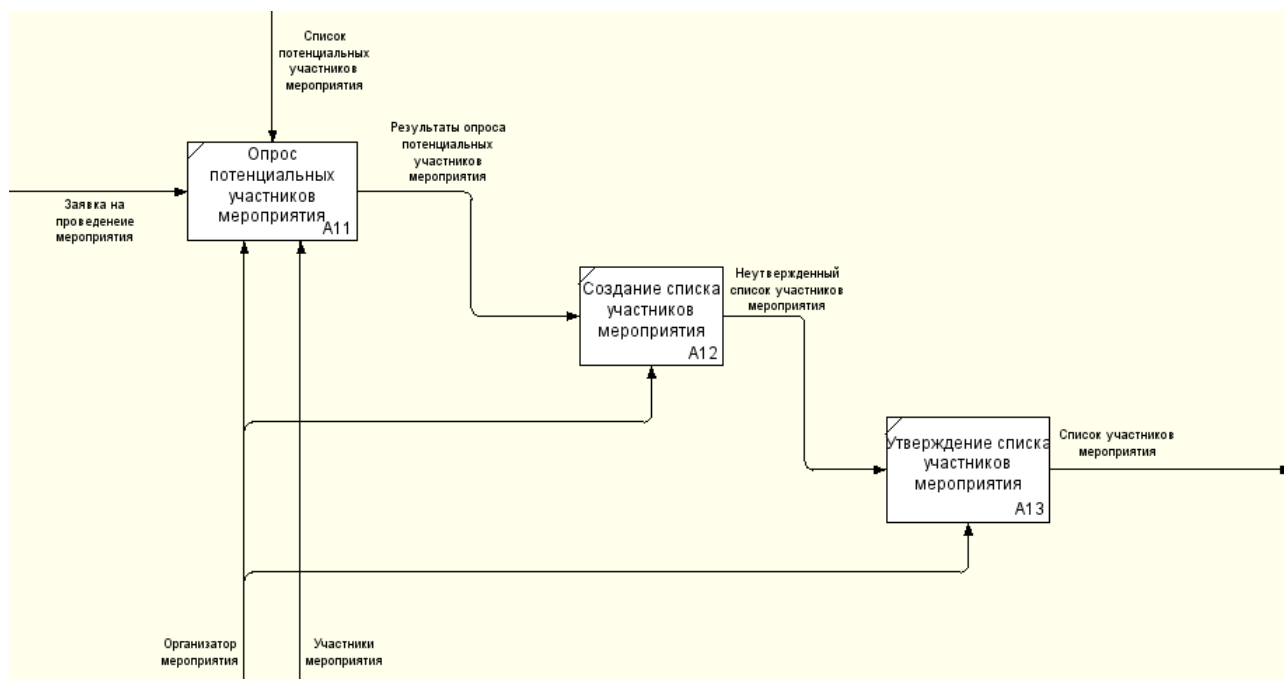 Список
потенциальных
участников
мероприятия
Опрос
потенциальных
участников
мероприятия
A11
Результаты опроса
потенциальных
участников
мероприятия
Заявка на
проведенеие
мероприятия
Создание списка
участников
мероприятия
A12
Неутвержденный
список участников
мероприятия
Утверждение списка
участников
мероприятия
A13
Список участников
мероприятия
Организатор
мероприятия
Участники
мероприятия